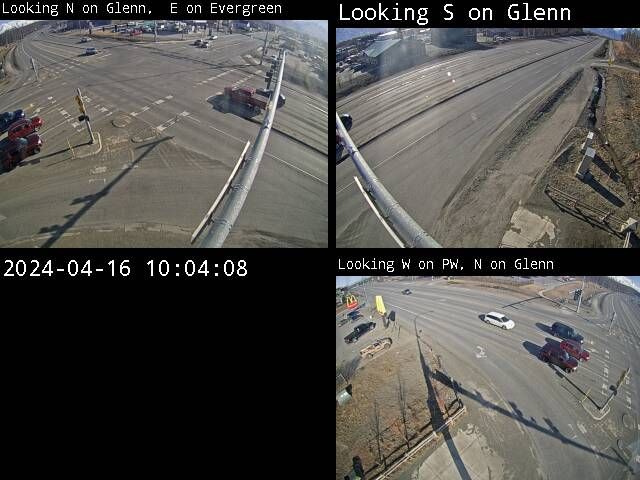 Looking N on Glenn,  E on Evergreen
Looking S on Glenn
2024-04-16 10:04:08
Looking W on PW, N on Glenn